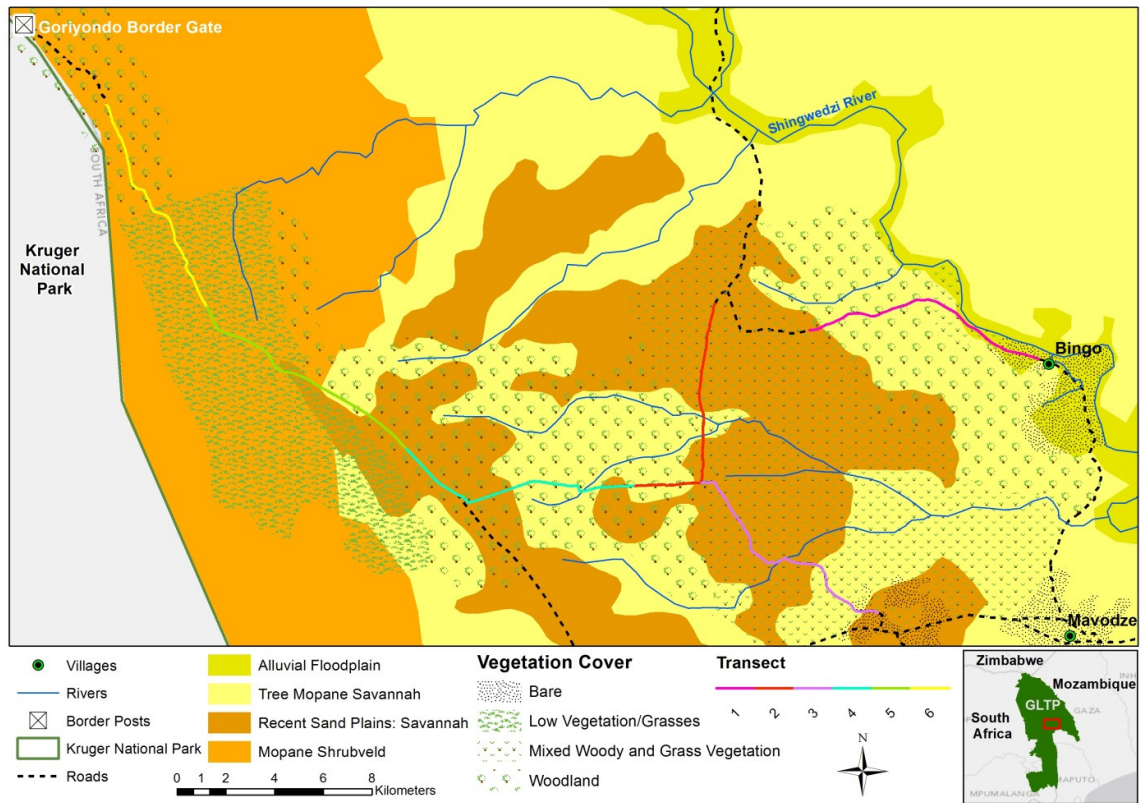 Goriyondo Border Gate
SOUTH AFRICA
Kruger
National
Park
Shingwedzi River
Bingo
Mavodze
Villages
Rivers
Border Posts
Kruger National Park
Roads
Alluvial Floodplain
Tree Mopane Savannah
Recent Sand Plains: Savannah
Mopane Shrubveld
0 1 2 4 6 8
Kilometers
Vegetation Cover
Bare
Low Vegetation/Grasses
Mixed Woody and Grass Vegetation
Woodland
Transect
1 2 3 4 5 6
N
Zimbabwe
INH
Mozambique
GLTP
GAZA
South
Africa
MAPUTO
MPUMALANGA